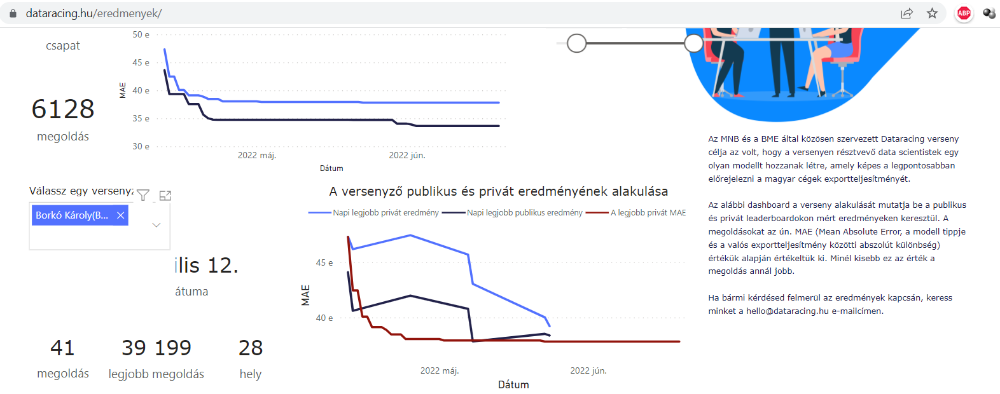 dataracing.hu/eredmenyek/
ABP
csapat
6128
megoldás
50 e
45 e
40 e
35 e
30 e
MAE
2022 máj.
2022 jún.
Dátum
Válassz egy versenyz
Borkó Károly(B...
ilis 12.
átuma
41
megoldás
39 199
legjobb megoldás
28
hely
A versenyző publikus és privát eredményének alakulása
Napi legjobb privát eredmény
Napi legjobb publikus eredmény
A legjobb privát MAE
45 e
40 e
MAE
2022 máj.
2022 jún.
Dátum
Az MNB és a BME által közösen szervezett Dataracing verseny
célja az volt, hogy a versenyen résztvevő data scientistek egy
olyan modellt hozzanak létre, amely képes a legpontosabban
előrejelezni a magyar cégek exportteljesítményét.
Az alábbi dashboard a verseny alakulását mutatja be a publikus
és privát leaderboardokon mért eredményeken keresztül. A
megoldásokat az ún. MAE (Mean Absolute Error, a modell tippje
és a valós exportteljesítmény közötti abszolút különbség)
értékük alapján értékeltük ki. Minél kisebb ez az érték a
megoldás annál jobb.
Ha bármi kérdésed felmerül az eredmények kapcsán, keress
minket a hello@dataracing.hu e-mailcímen.